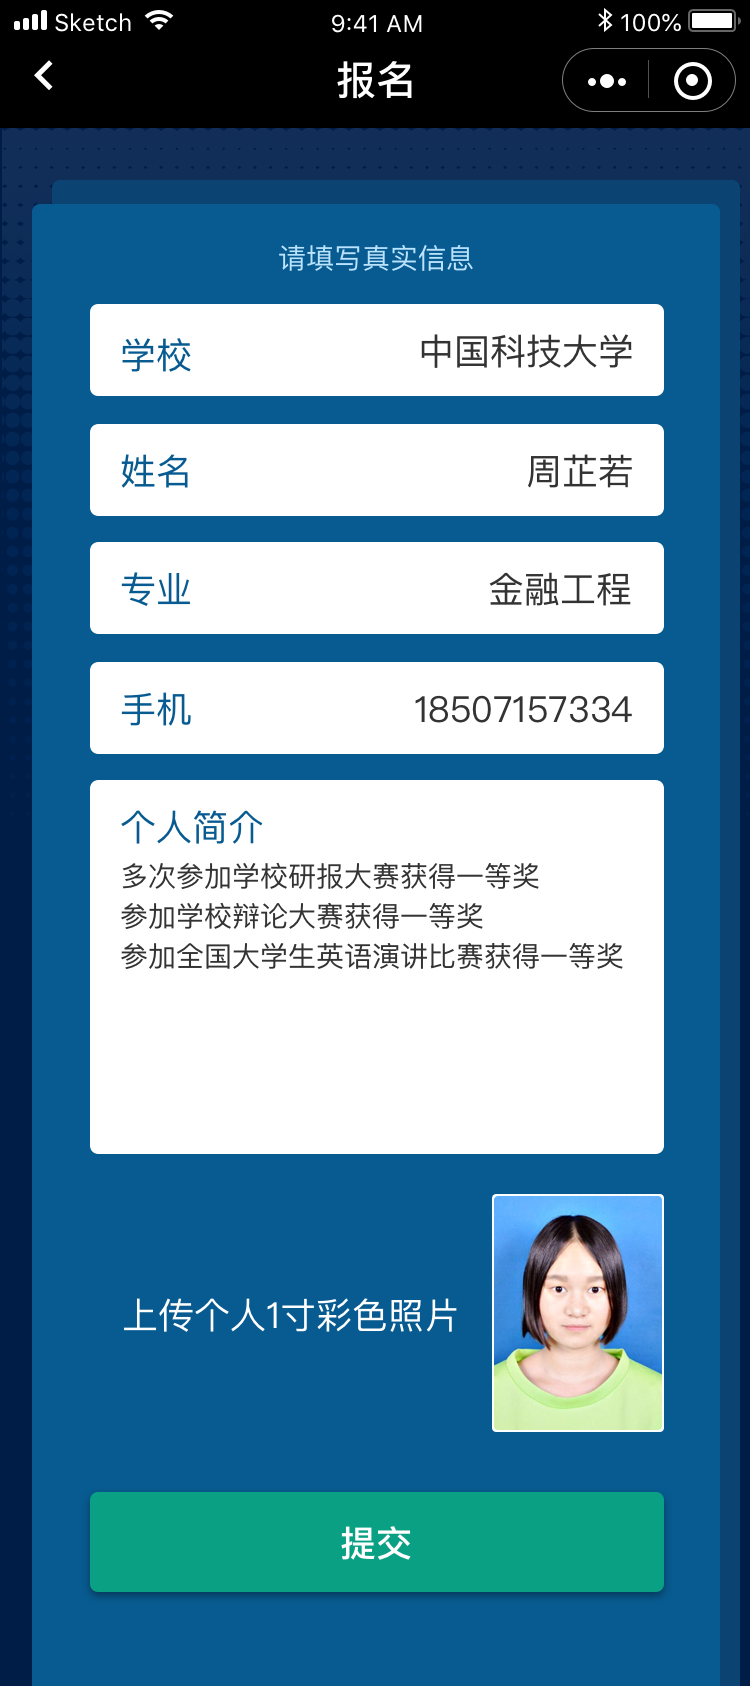 Sketch 9:41 AM 100%
报名
请填写真实信息
学校 中国科技大学
姓名 周芷若
专业 金融工程
手机 18507157334
个人简介
多次参加学校研报大赛获得一等奖
参加学校辩论大赛获得一等奖
参加全国大学生英语演讲比赛获得一等奖
上传个人1寸彩色照片
提交